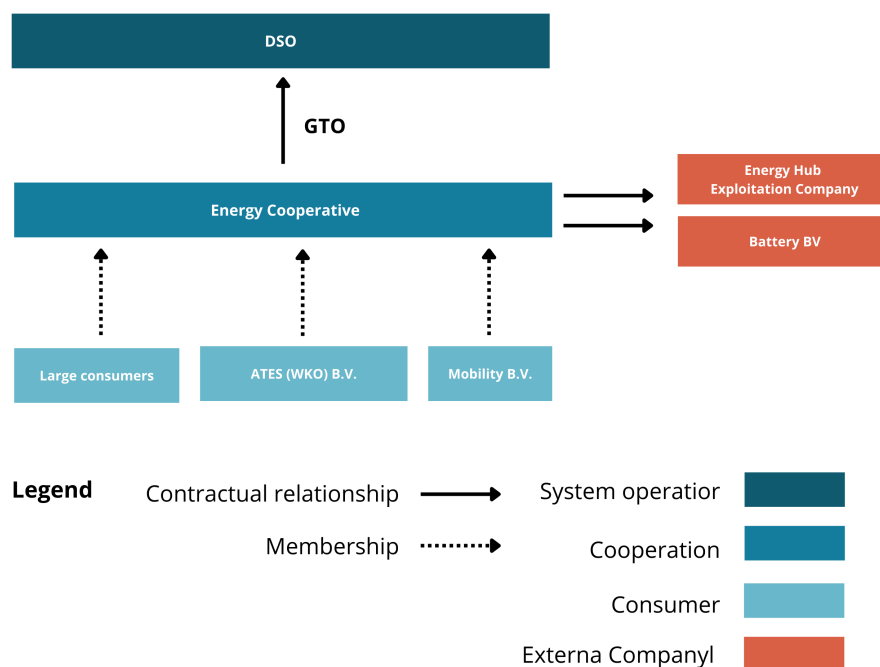 DSO
GTO
Energy Cooperative
Energy Hub
Exploitation Company
Battery BV
Large consumers
ATES (WKO) B.V.
Mobility B.V.
Legend
Contractual relationship
Membership
System operatior
Cooperation
Consumer
Externa Companyl